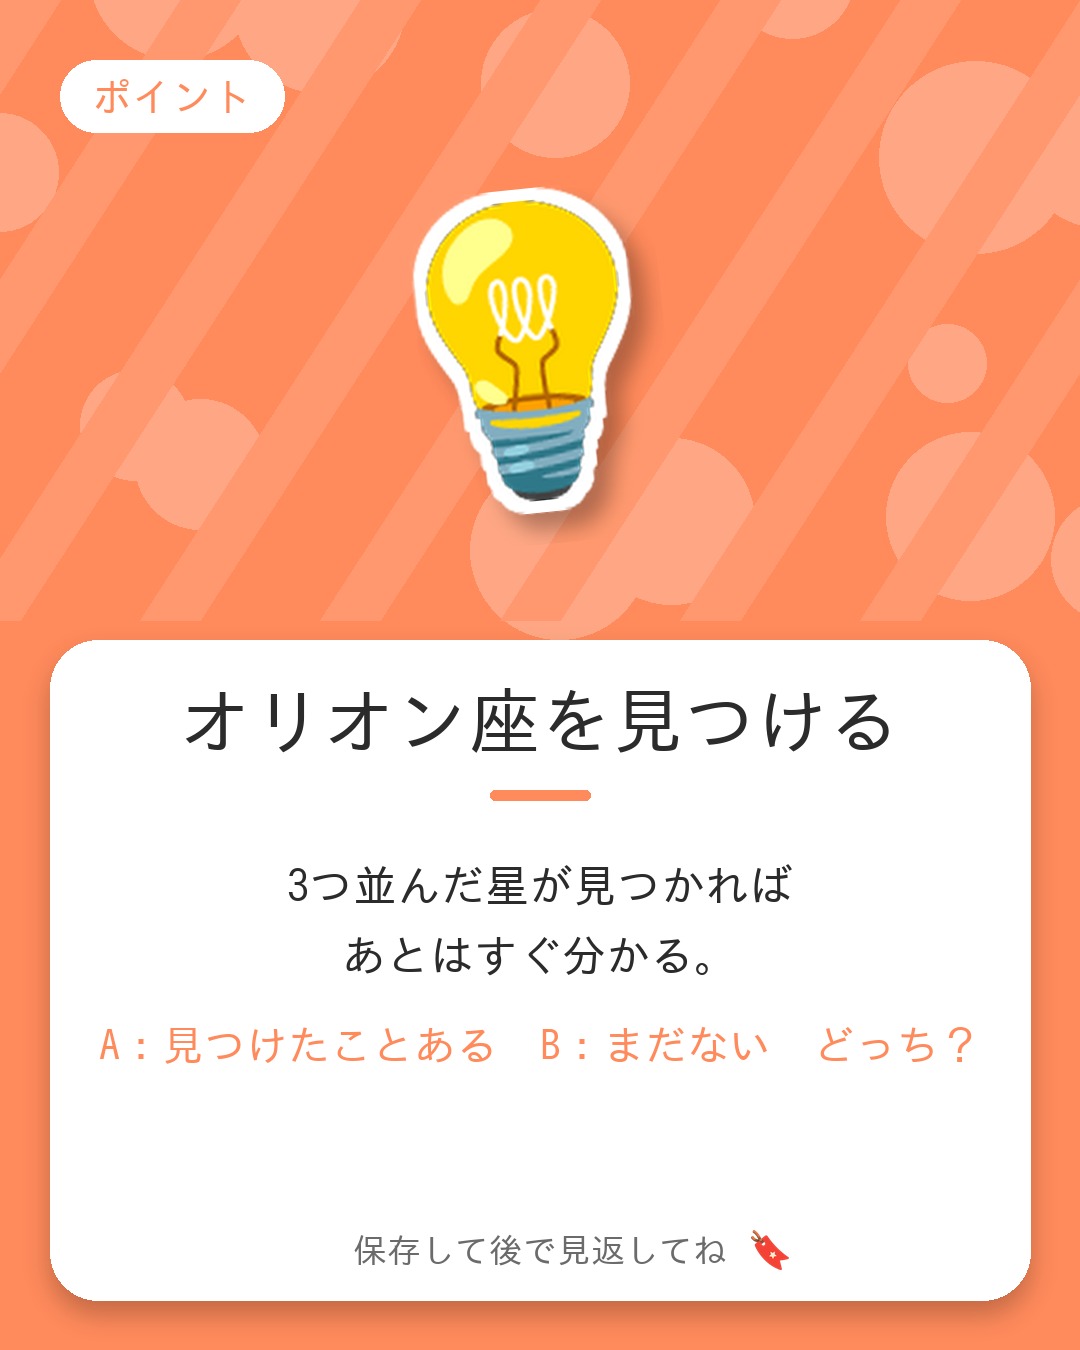 ポイント
オリオン座を見つける
3つ並んだ星が見つかれば
あとはすぐ分かる。
A：見つけたことある　B：まだない　どっち？
保存して後で見返してね